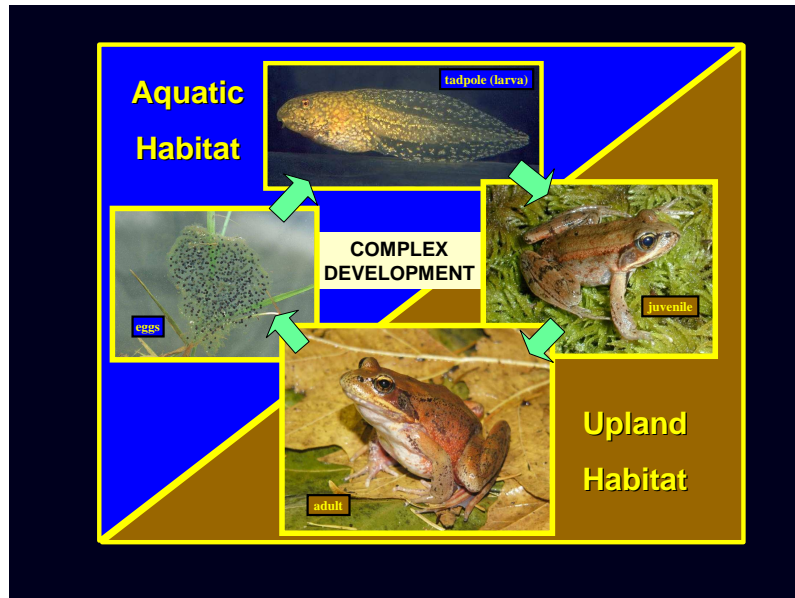 Aquatic
Habitat
tadpole (larva)
COMPLEX
DEVELOPMENT
eggs
juvenile
adult
Upland
Habitat